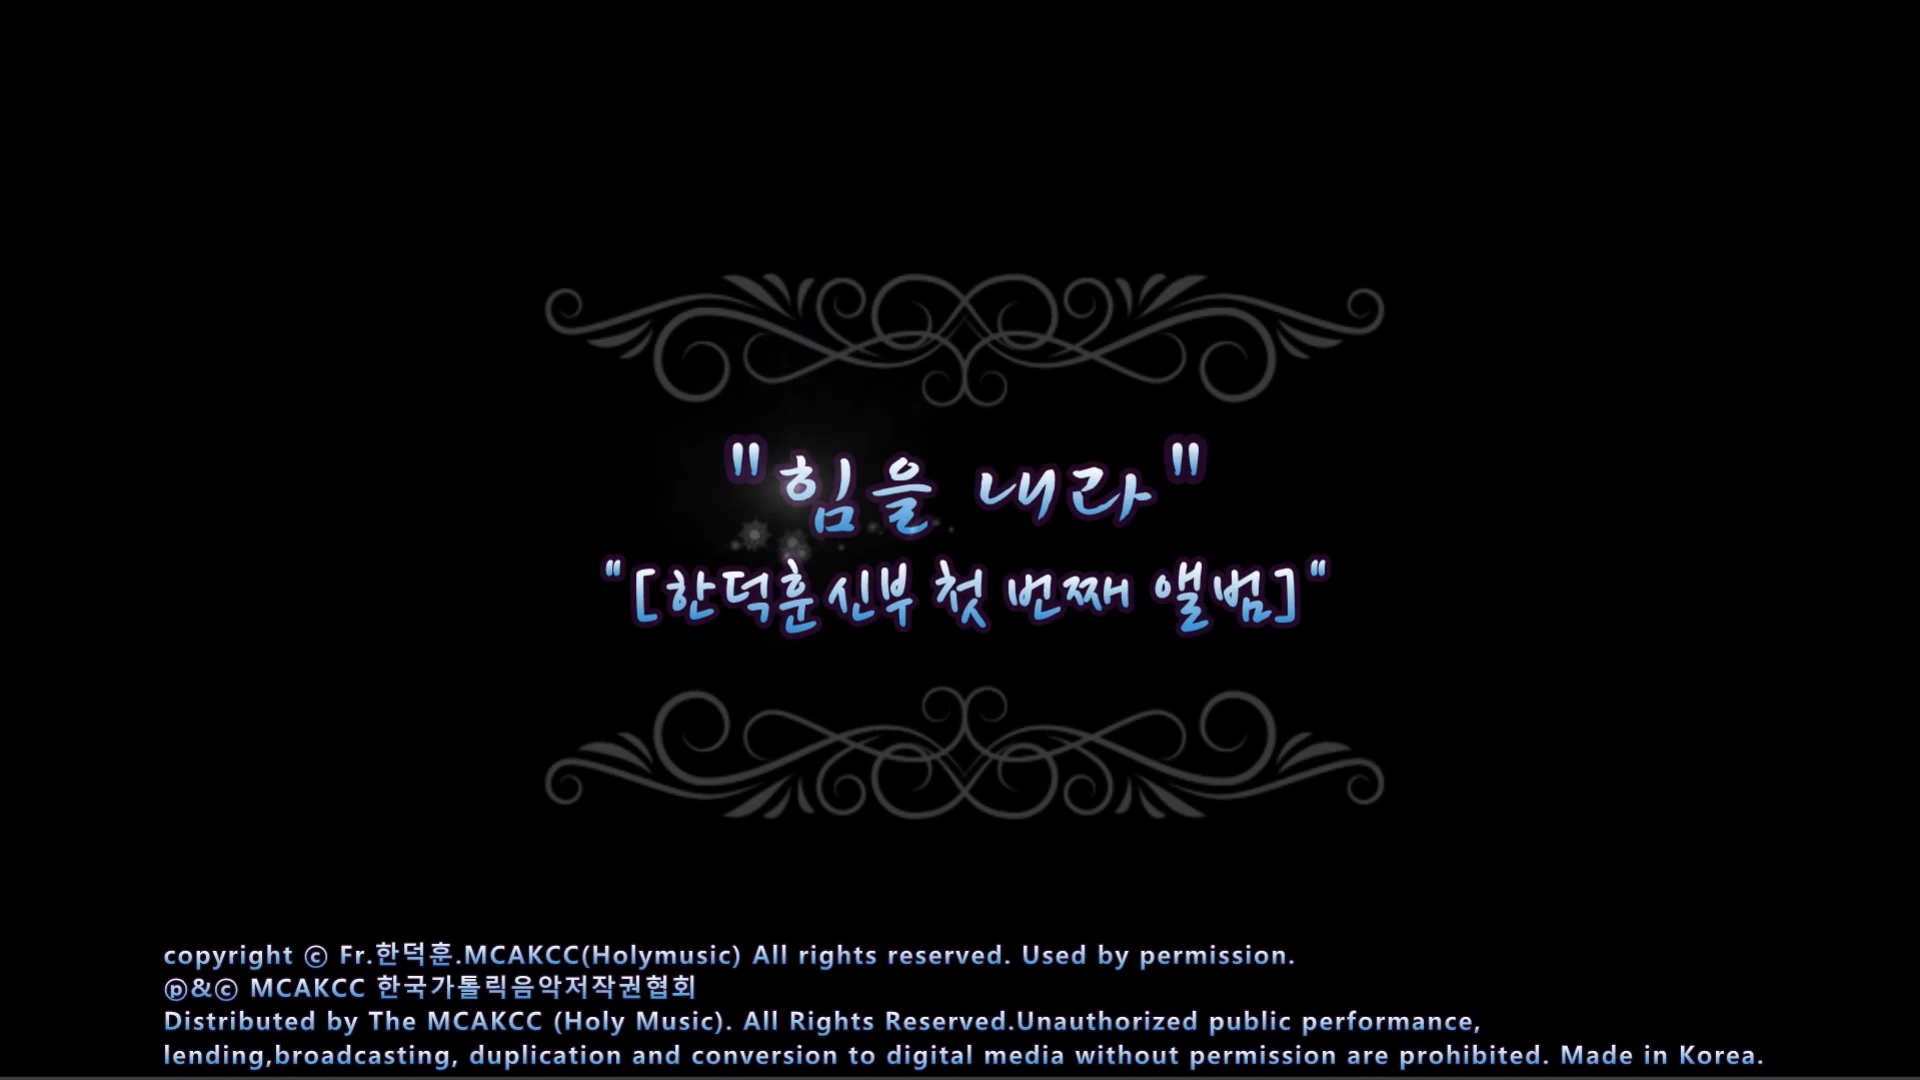 "힘을 내라"
“[한덕훈신부 첫 번째 앨범]“
copyright ⓒ Fr.한덕훈.MCAKCC(Holymusic) All rights reserved. Used by permission.
ⓟ&ⓒ MCAKCC 한국가톨릭음악저작권협회
Distributed by The MCAKCC (Holy Music). All Rights Reserved.Unauthorized public performance,
lending,broadcasting, duplication and conversion to digital media without permission are prohibited. Made in Korea.